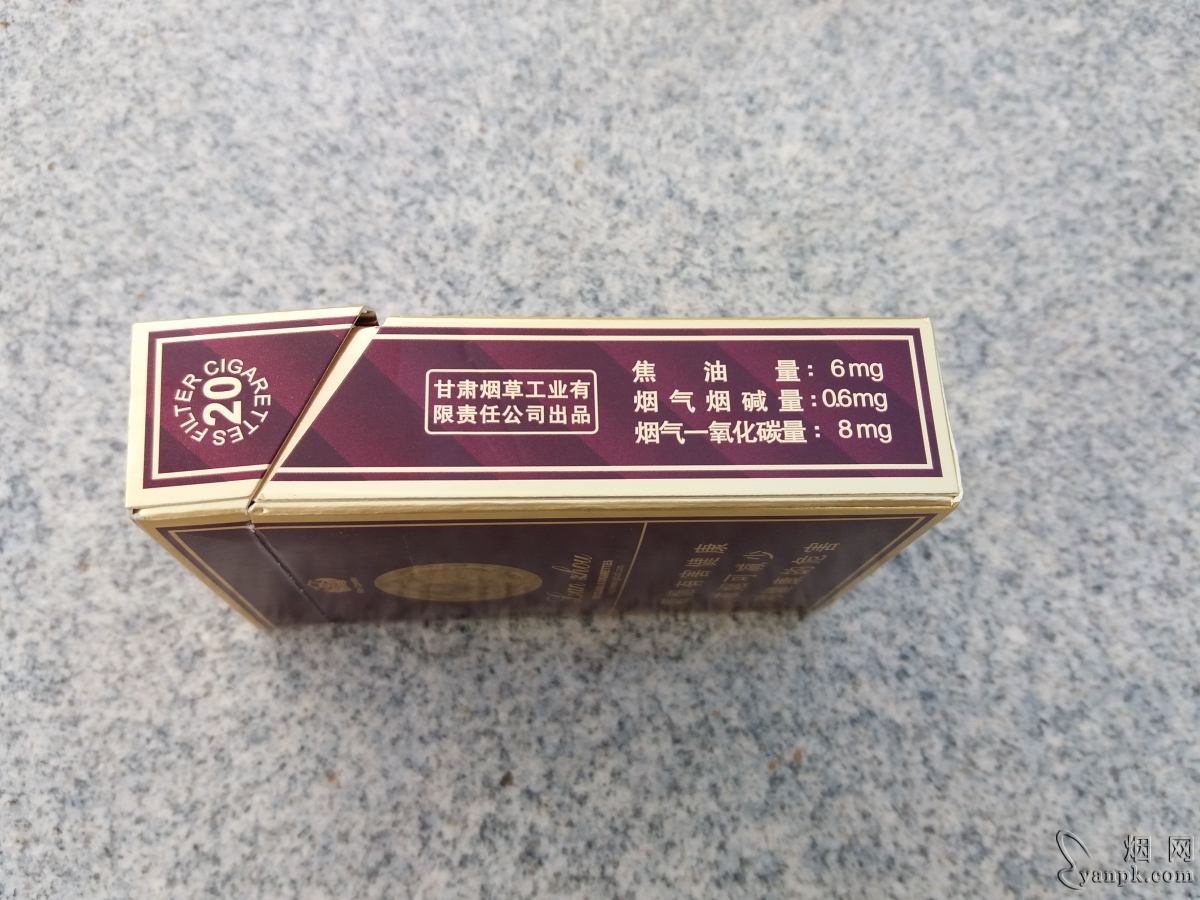 FILTER CIGARETTES
20
甘肃烟草工业有
限责任公司出品
焦油量：6mg
烟气烟碱量：0.6mg
烟气一氧化碳量：8mg
烟网
yanpk.com